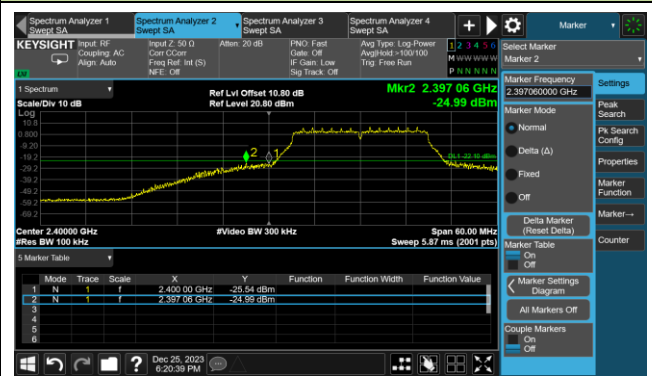 Spectrum Analyzer 1
Swept SA
Spectrum Analyzer 2
Swept SA
Spectrum Analyzer 3
Swept SA
Spectrum Analyzer 4
Swept SA
Marker
KEYSIGHT
Input: RF
Coupling: AC
Align: Auto
Input Z: 50 Ω
Corr CCorr
Freq Ref: Int (S)
NFE: Off
Atten: 20 dB
PNO: Fast
Gate: Off
IF Gain: Low
Sig Track: Off
Avg Type: Log-Power
Avg|Hold:>100/100
Trig: Free Run
1 2 3 4 5 6
M W W W W W
P N N N N N
Select Marker
Marker 2
1 Spectrum
Scale/Div 10 dB
Ref Lvl Offset 10.80 dB
Ref Level 20.80 dBm
Mkr2 2.397 06 GHz
-24.99 dBm
Log
10.8
0.800
-9.20
-19.2
-29.2
-39.2
-49.2
-59.2
-69.2
2
1
DL1 -22.10 dBm
Center 2.40000 GHz
#Video BW 300 kHz
Span 60.00 MHz
#Res BW 100 kHz
Sweep 5.87 ms (2001 pts)
5 Marker Table
Mode Trace Scale X Y Function Function Width Function Value
1 N 1 f 2.400 00 GHz -25.54 dBm
2 N 1 f 2.397 06 GHz -24.99 dBm
3
4
5
6
Marker Frequency
2.397060000 GHz
Marker Mode
Normal
Delta (Δ)
Fixed
Off
Delta Marker
(Reset Delta)
Marker Table
On
Off
Marker Settings
Diagram
All Markers Off
Couple Markers
On
Off
Settings
Peak
Search
Pk Search
Config
Properties
Marker
Function
Marker→
Counter
Dec 25, 2023
6:20:39 PM